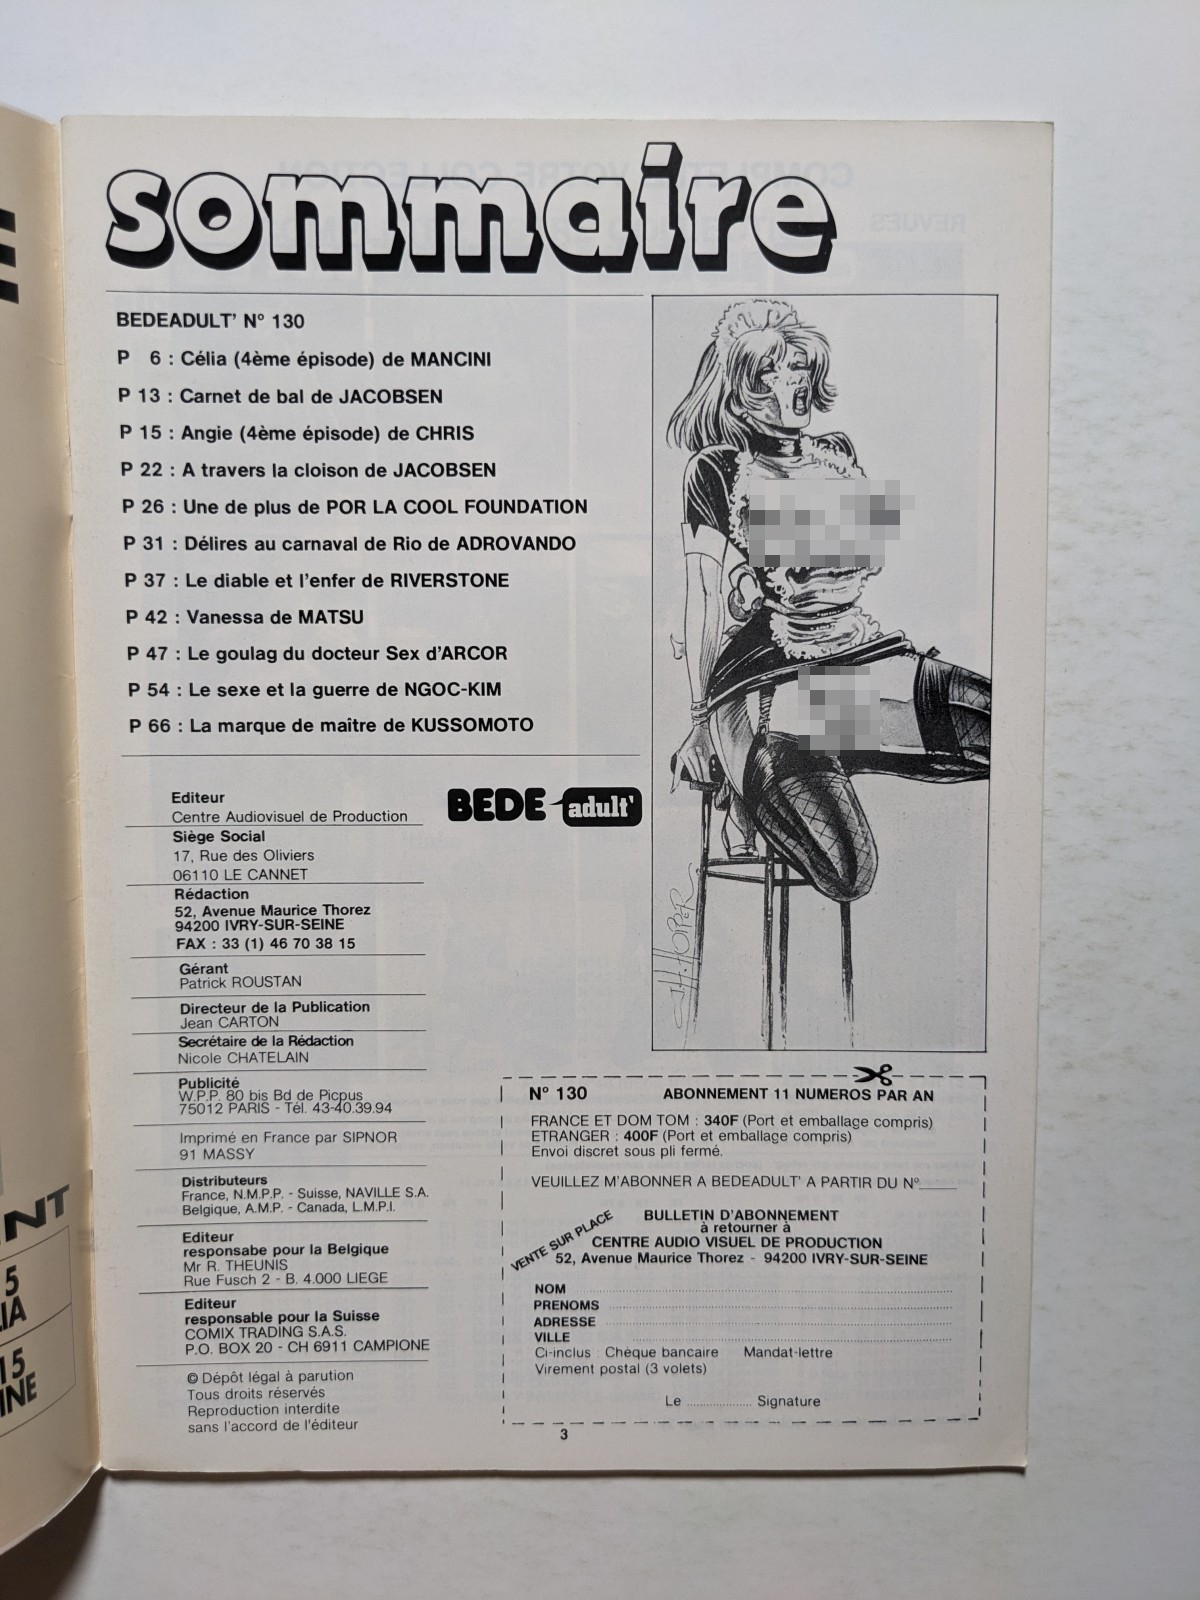 sommaire
BEDEADULT' N° 130
P 6 : Célia (4ème épisode) de MANCINI
P 13 : Carnet de bal de JACOBSEN
P 15 : Angie (4ème épisode) de CHRIS
P 22 : A travers la cloison de JACOBSEN
P 26 : Une de plus de POR LA COOL FOUNDATION
P 31 : Délires au carnaval de Rio de ADROVANDO
P 37 : Le diable et l'enfer de RIVERSTONE
P 42 : Vanessa de MATSU
P 47 : Le goulag du docteur Sex d'ARCOR
P 54 : Le sexe et la guerre de NGOC-KIM
P 66 : La marque de maitre de KUSSOMOTO
BEDE adult'
Editeur
Centre Audiovisuel de Production
Siège Social
17, Rue des Oliviers
06110 LE CANNET
Rédaction
52, Avenue Maurice Thorez
94200 IVRY-SUR-SEINE
FAX : 33 (1) 46 70 38 15
Gérant
Patrick ROUSTAN
Directeur de la Publication
Jean CARTON
Secrétaire de la Rédaction
Nicole CHATELAIN
Publicité
W.P.P. 80 bis Bd de Picpus
75012 PARIS - Tél. 43-40.39.94
Imprimé en France par SIPNOR
91 MASSY
Distributeurs
France, N.M.P.P. - Suisse, NAVILLE S.A.
Belgique, A.M.P. - Canada, L.M.P.I.
Editeur
responsabe pour la Belgique
Mr R. THEUNIS
Rue Fusch 2 - B. 4.000 LIEGE
Editeur
responsable pour la Suisse
COMIX TRADING S.A.S.
P.O. BOX 20 - CH 6911 CAMPIONE
© Dépôt légal à parution
Tous droits réservés
Reproduction interdite
sans l'accord de l'éditeur
N° 130 ABONNEMENT 11 NUMEROS PAR AN
FRANCE ET DOM TOM : 340F (Port et emballage compris)
ETRANGER : 400F (Port et emballage compris)
Envoi discret sous pli fermé.
VEUILLEZ M'ABONNER A BEDEADULT' A PARTIR DU N°
VENTE SUR PLACE
BULLETIN D'ABONNEMENT
à retourner à
CENTRE AUDIO VISUEL DE PRODUCTION
52, Avenue Maurice Thorez - 94200 IVRY-SUR-SEINE
NOM
PRENOMS
ADRESSE
VILLE
Ci-inclus : Chèque bancaire Mandat-lettre
Virement postal (3 volets)
Le .................... Signature
3